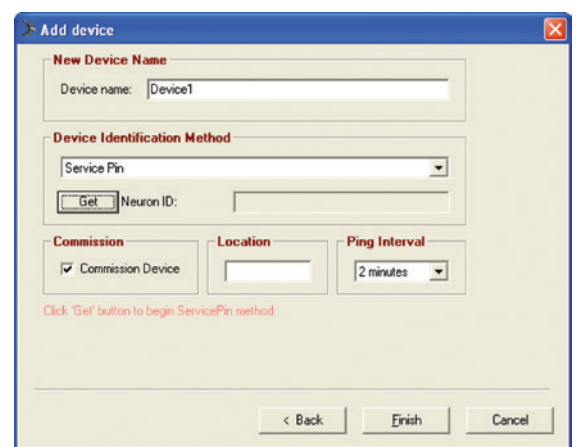 Add device
New Device Name
Device name: Device1
Device Identification Method
Service Pin
Get Neuron ID:
Commission Location Ping Interval
Commission Device 2 minutes
Click 'Get' button to begin ServicePin method.
< Back Finish Cancel